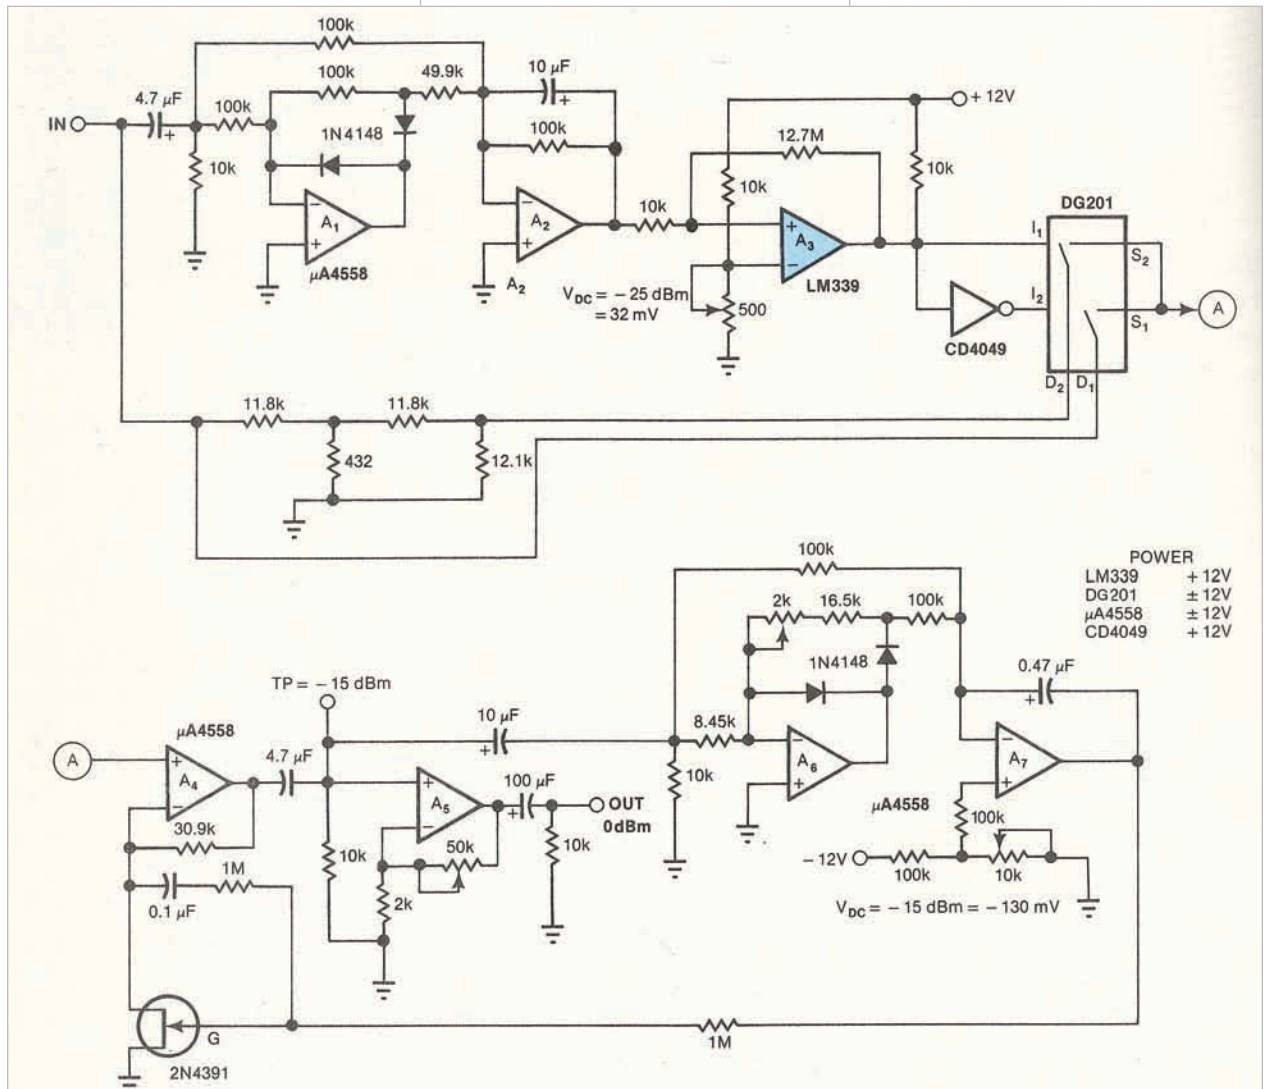 100k
100k
49.9k
10 µF
+
4.7 µF
+
100k
IN
1N4148
10k
100k
−
A1
+
µA4558
−
A2
+
A2
10k
+ 12V
12.7M
10k
10k
DG201
+
A3
−
LM339
I1
S2
VDC = − 25 dBm
= 32 mV
500
I2
S1
A
CD4049
D2 D1
11.8k
11.8k
432
12.1k
100k
POWER
LM339 + 12V
DG201 ± 12V
µA4558 ± 12V
CD4049 + 12V
2k
16.5k
100k
1N4148
0.47 µF
+
TP = − 15 dBm
µA4558
10 µF
+
8.45k
A
+
A4
−
4.7 µF
+
A5
−
100 µF
+
OUT
0dBm
10k
−
A6
+
µA4558
−
A7
+
30.9k
1M
0.1 µF
10k
50k
2k
10k
100k
− 12V
100k
10k
VDC = − 15 dBm = − 130 mV
G
2N4391
1M